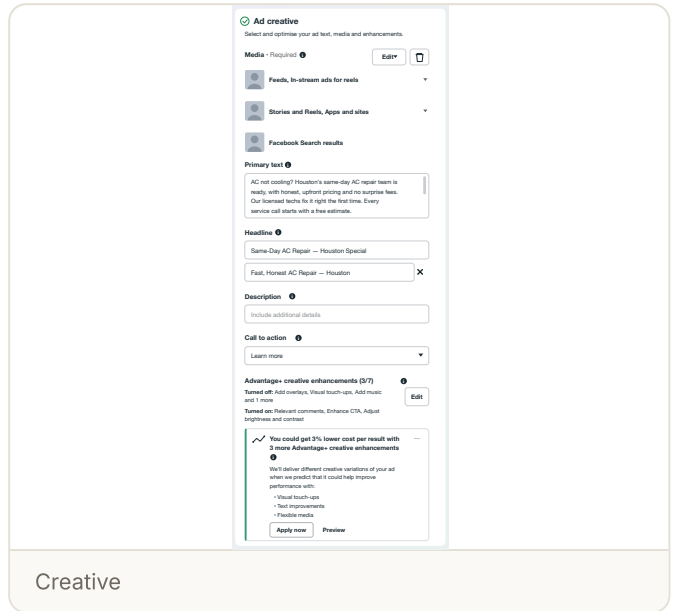 Ad creative
Select and optimise your ad text, media and enhancements.
Media · Required
Edit
Feeds, In-stream ads for reels
Stories and Reels, Apps and sites
Facebook Search results
Primary text
AC not cooling? Houston's same-day AC repair team is
ready, with honest, upfront pricing and no surprise fees.
Our licensed techs fix it right the first time. Every
service call starts with a free estimate.
Headline
Same-Day AC Repair — Houston Special
Fast, Honest AC Repair — Houston
Description
Include additional details
Call to action
Learn more
Advantage+ creative enhancements (3/7)
Turned off: Add overlays, Visual touch-ups, Add music
and 1 more
Edit
Turned on: Relevant comments, Enhance CTA, Adjust
brightness and contrast
You could get 3% lower cost per result with
3 more Advantage+ creative enhancements
We'll deliver different creative variations of your ad
when we predict that it could help improve
performance with:
• Visual touch-ups
• Text improvements
• Flexible media
Apply now
Preview
Creative